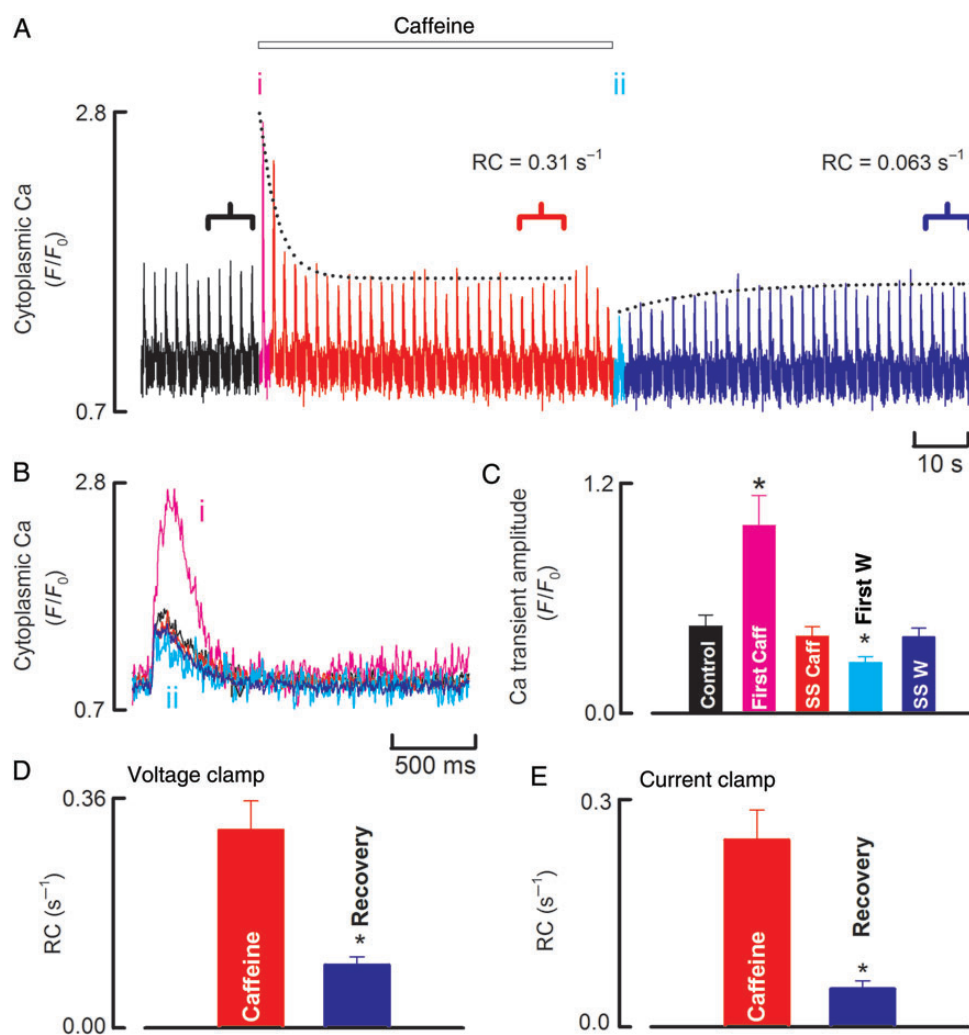 A
Caffeine
i
ii
2.8
RC = 0.31 s⁻¹
RC = 0.063 s⁻¹
Cytoplasmic Ca
(F/F₀)
0.7
10 s
B
2.8
i
Cytoplasmic Ca
(F/F₀)
ii
0.7
500 ms
C
1.2
*
First W
*
Ca transient amplitude
(F/F₀)
Control
First Caff
SS Caff
SS W
0.0
D
Voltage clamp
0.36
RC (s⁻¹)
Caffeine
* Recovery
0.00
E
Current clamp
0.3
RC (s⁻¹)
Caffeine
Recovery
*
0.0